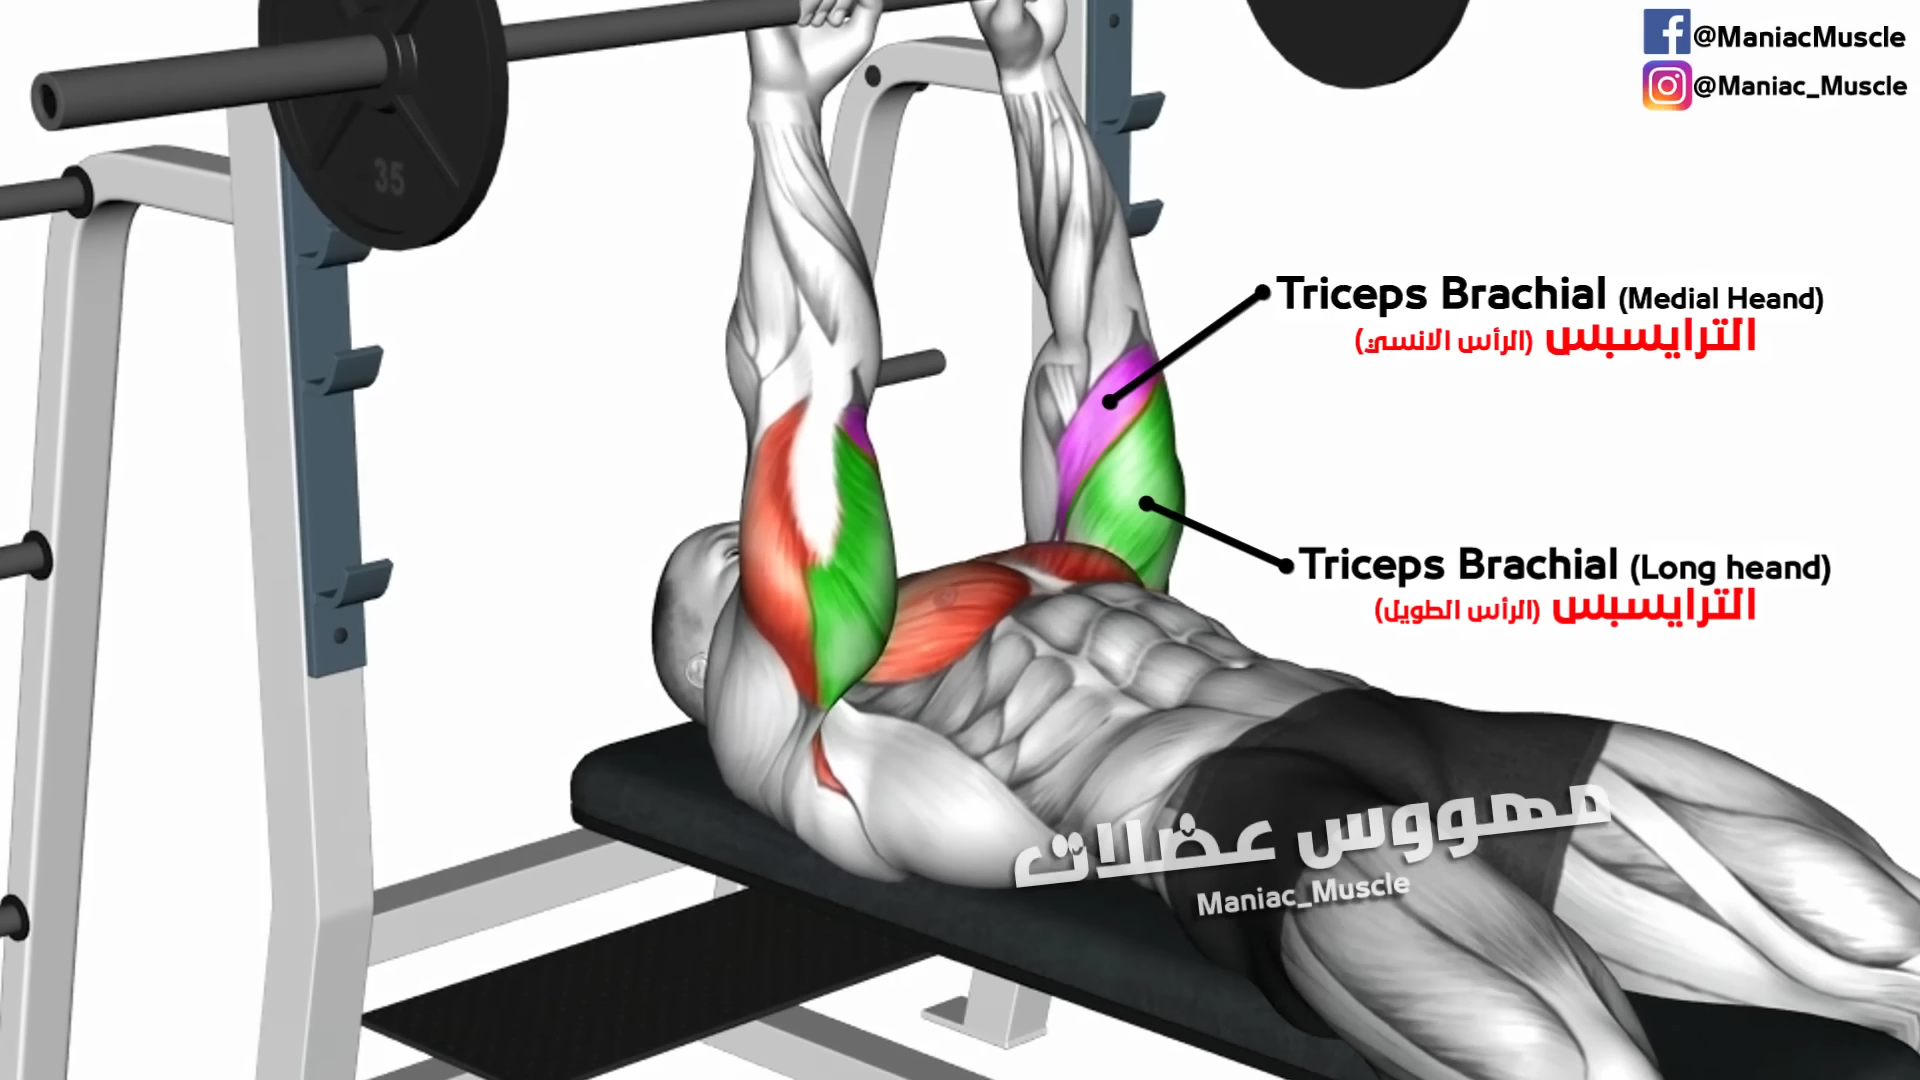 @ManiacMuscle
@Maniac_Muscle
35
Triceps Brachial (Medial Heand)
الترايسبس (الرأس الانسي)
Triceps Brachial (Long heand)
الترايسبس (الرأس الطويل)
مهووس عضلات
Maniac_Muscle